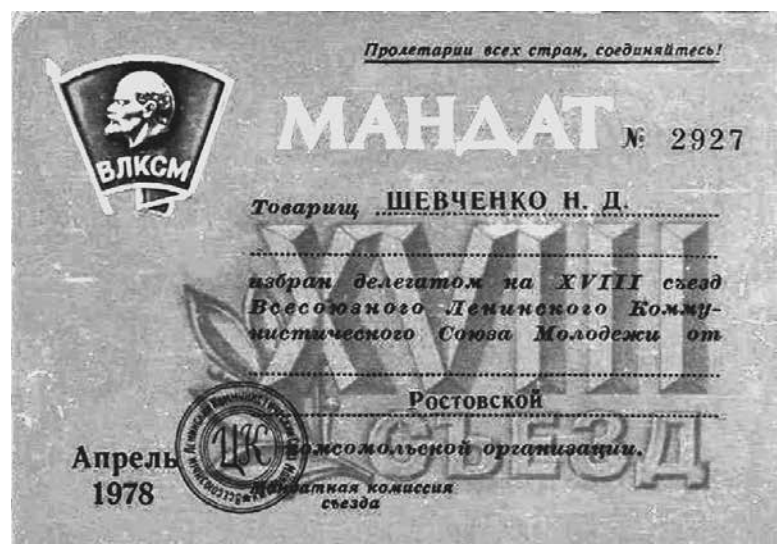 Пролетарии всех стран, соединяйтесь!
ВЛКСМ
МАНДАТ № 2927
Товарищ ШЕВЧЕНКО Н. Д.
избран делегатом на XVIII съезд
Всесоюзного Ленинского Комму-
нистического Союза Молодежи от
Ростовской
комсомольской организации.
XVIII
СЪЕЗД
Апрель
1978
ЦК
Мандатная комиссия
съезда